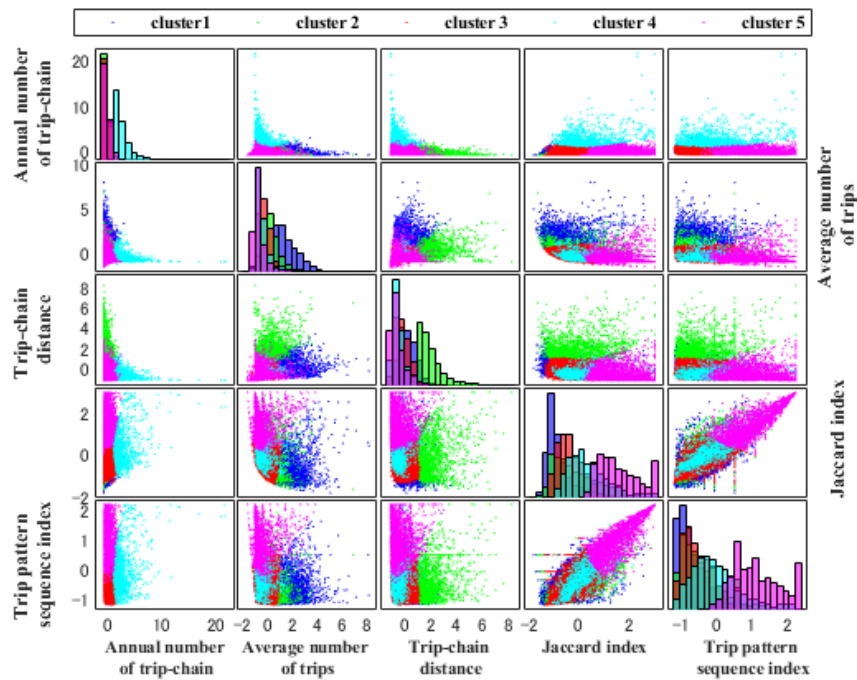 cluster1 cluster 2 cluster 3 cluster 4 cluster 5
Annual number
of trip-chain
20
10
0
Average number
of trips
10
5
0
Trip-chain
distance
8
6
4
2
0
Jaccard index
2
0
−2
Trip pattern
sequence index
2
1
0
−1
0 10 20
−2 0 2 4 6 8
0 2 4 6 8
−2 0 2
−1 0 1 2
Annual number
of trip-chain
Average number
of trips
Trip-chain
distance
Jaccard index
Trip pattern
sequence index